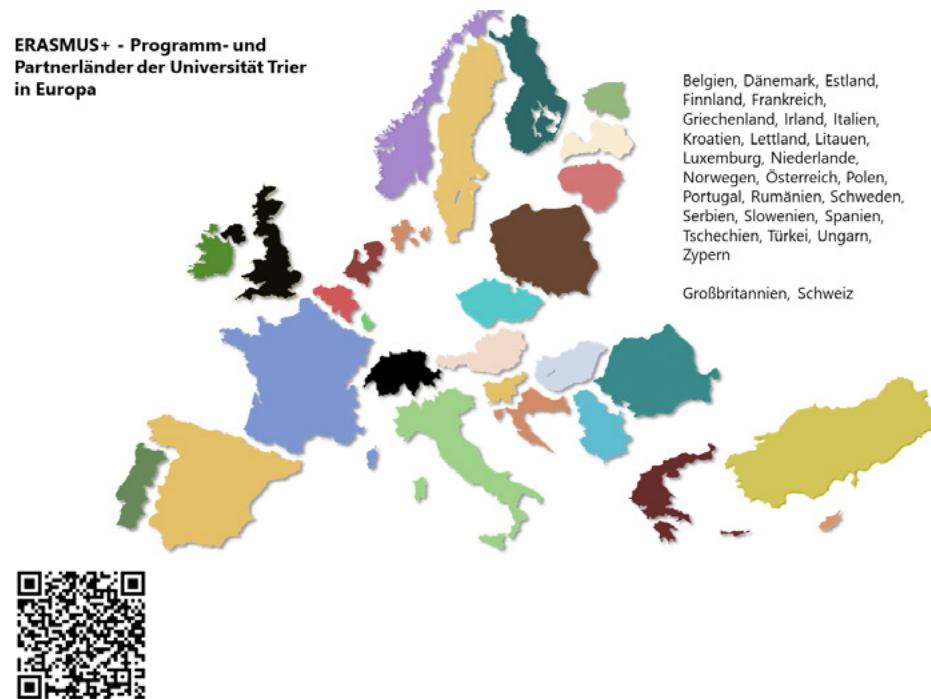 ERASMUS+ - Programm- und
Partnerländer der Universität Trier
in Europa
Belgien, Dänemark, Estland,
Finnland, Frankreich,
Griechenland, Irland, Italien,
Kroatien, Lettland, Litauen,
Luxemburg, Niederlande,
Norwegen, Österreich, Polen,
Portugal, Rumänien, Schweden,
Serbien, Slowenien, Spanien,
Tschechien, Türkei, Ungarn,
Zypern
Großbritannien, Schweiz